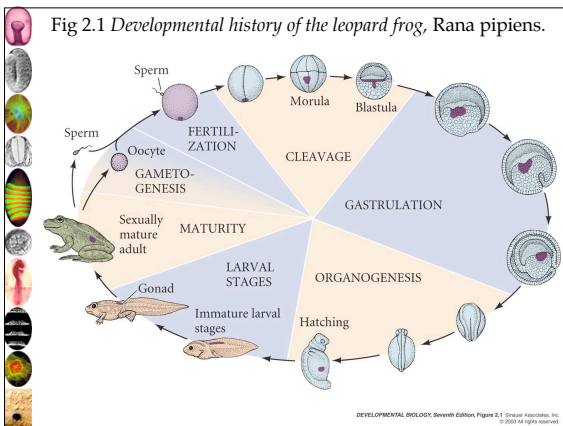 Fig 2.1 Developmental history of the leopard frog, Rana pipiens.
Sperm
Morula
Blastula
FERTILI-
ZATION
CLEAVAGE
Sperm
Oocyte
GAMETO-
GENESIS
GASTRULATION
Sexually
mature
adult
MATURITY
LARVAL
STAGES
ORGANOGENESIS
Gonad
Immature larval
stages
Hatching
DEVELOPMENTAL BIOLOGY, Seventh Edition, Figure 2.1 Sinauer Associates, Inc.
© 2003 All rights reserved.